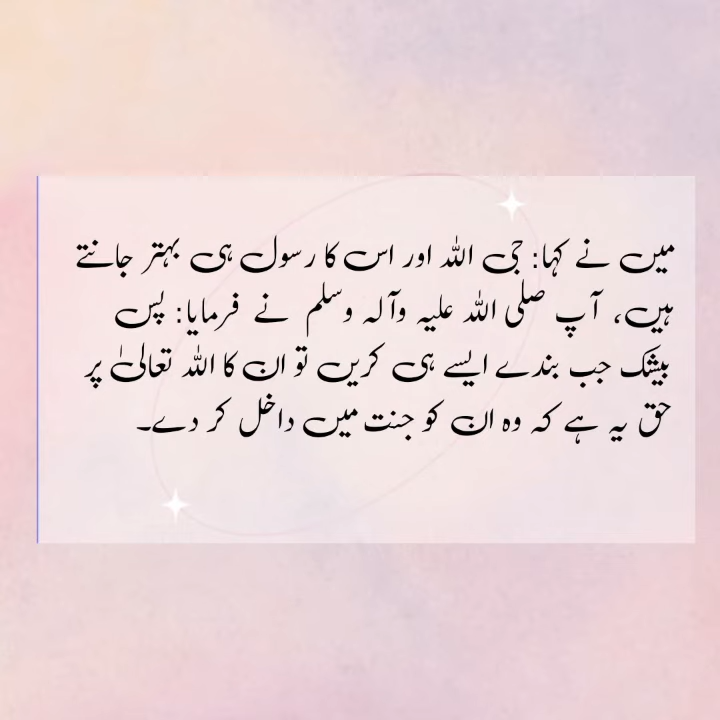 میں نے کہا: جی اللہ اور اس کا رسول ہی بہتر جانتے
ہیں، آپ صلی اللہ علیہ وآلہ وسلم نے فرمایا: پس
بیشک جب بندے ایسے ہی کریں تو ان کا اللہ تعالیٰ پر
حق یہ ہے کہ وہ ان کو جنت میں داخل کر دے۔